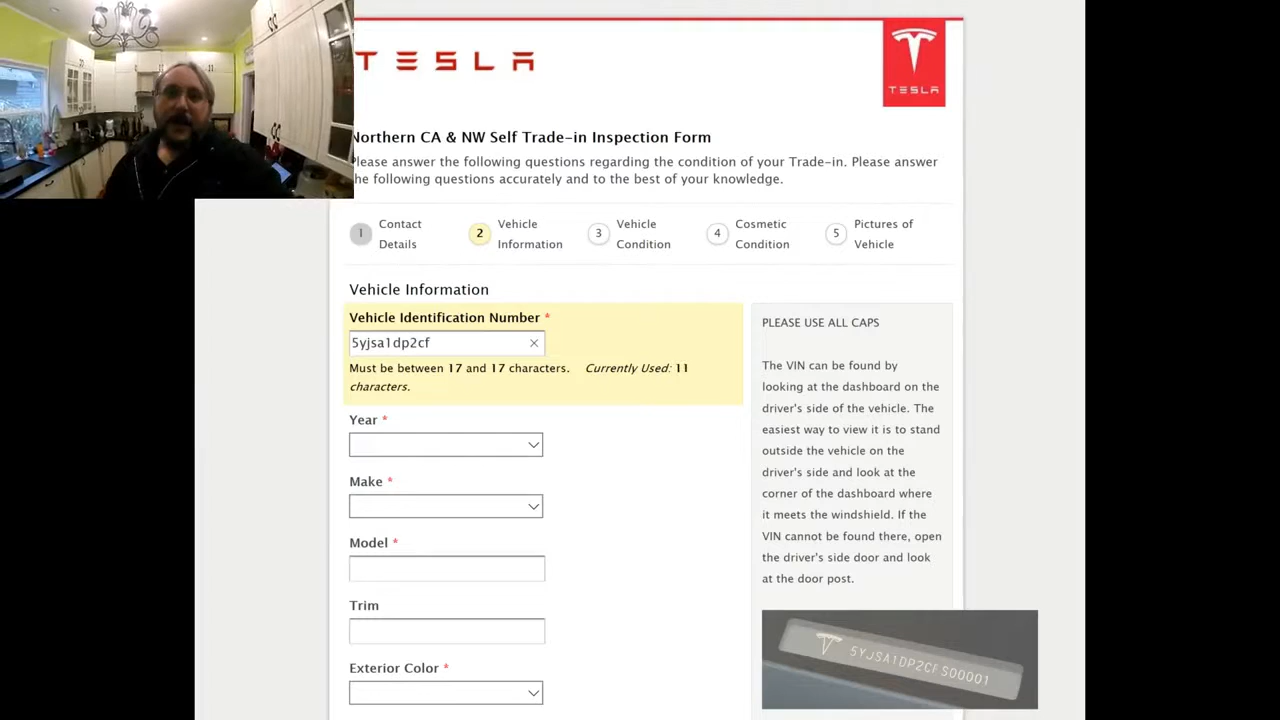 TESLA
TESLA
Northern CA & NW Self Trade-in Inspection Form
Please answer the following questions regarding the condition of your Trade-in. Please answer
the following questions accurately and to the best of your knowledge.
1 Contact Details
2 Vehicle Information
3 Vehicle Condition
4 Cosmetic Condition
5 Pictures of Vehicle
Vehicle Information
Vehicle Identification Number *
5yjsa1dp2cf
Must be between 17 and 17 characters. Currently Used: 11
characters.
Year *
Make *
Model *
Trim
Exterior Color *
PLEASE USE ALL CAPS
The VIN can be found by
looking at the dashboard on the
driver's side of the vehicle. The
easiest way to view it is to stand
outside the vehicle on the
driver's side and look at the
corner of the dashboard where
it meets the windshield. If the
VIN cannot be found there, open
the driver's side door and look
at the door post.
5YJSA1DP2CFS00001